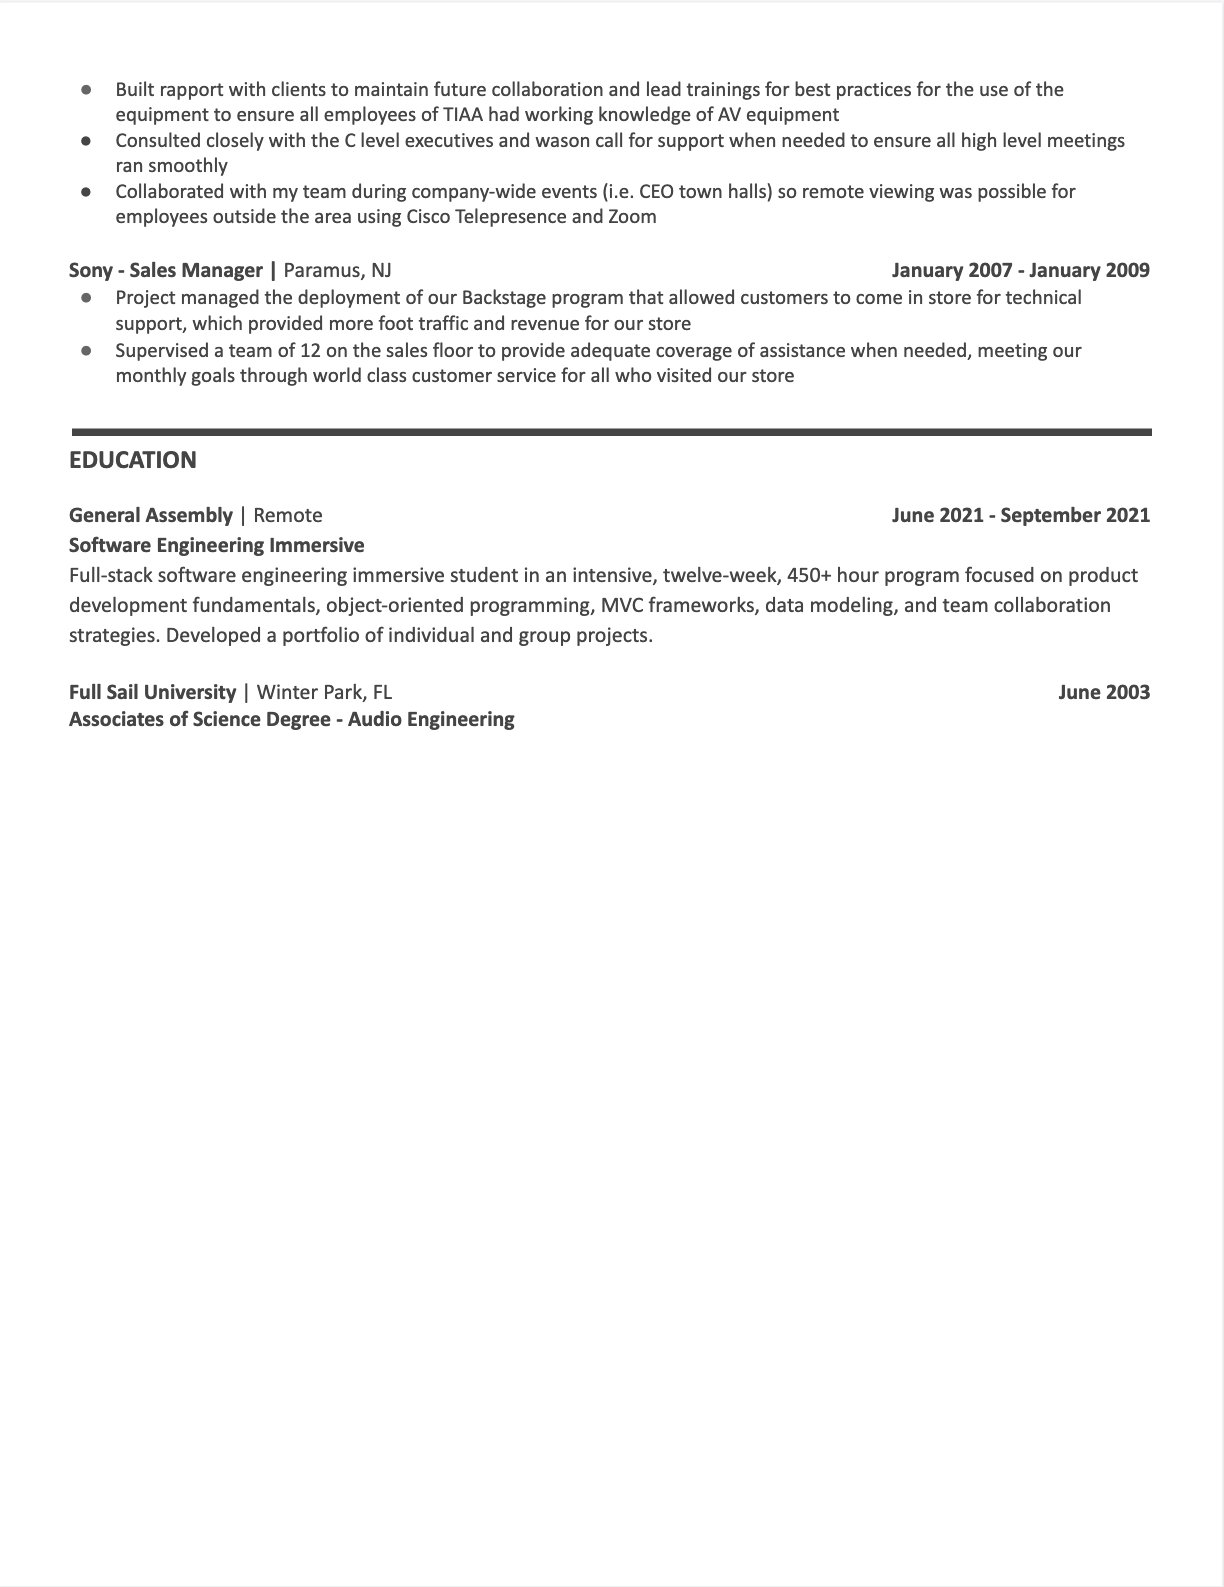 ● Built rapport with clients to maintain future collaboration and lead trainings for best practices for the use of the
equipment to ensure all employees of TIAA had working knowledge of AV equipment
● Consulted closely with the C level executives and wason call for support when needed to ensure all high level meetings
ran smoothly
● Collaborated with my team during company-wide events (i.e. CEO town halls) so remote viewing was possible for
employees outside the area using Cisco Telepresence and Zoom
Sony - Sales Manager | Paramus, NJ January 2007 - January 2009
● Project managed the deployment of our Backstage program that allowed customers to come in store for technical
support, which provided more foot traffic and revenue for our store
● Supervised a team of 12 on the sales floor to provide adequate coverage of assistance when needed, meeting our
monthly goals through world class customer service for all who visited our store
EDUCATION
General Assembly | Remote June 2021 - September 2021
Software Engineering Immersive
Full-stack software engineering immersive student in an intensive, twelve-week, 450+ hour program focused on product
development fundamentals, object-oriented programming, MVC frameworks, data modeling, and team collaboration
strategies. Developed a portfolio of individual and group projects.
Full Sail University | Winter Park, FL June 2003
Associates of Science Degree - Audio Engineering